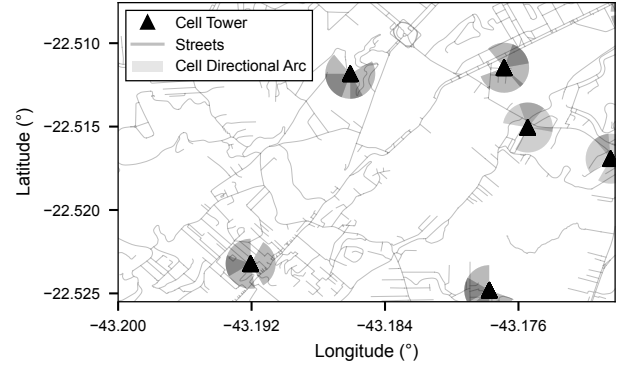 Cell Tower
Streets
Cell Directional Arc
−22.510
−22.515
−22.520
−22.525
Latitude (°)
−43.200
−43.192
−43.184
−43.176
Longitude (°)